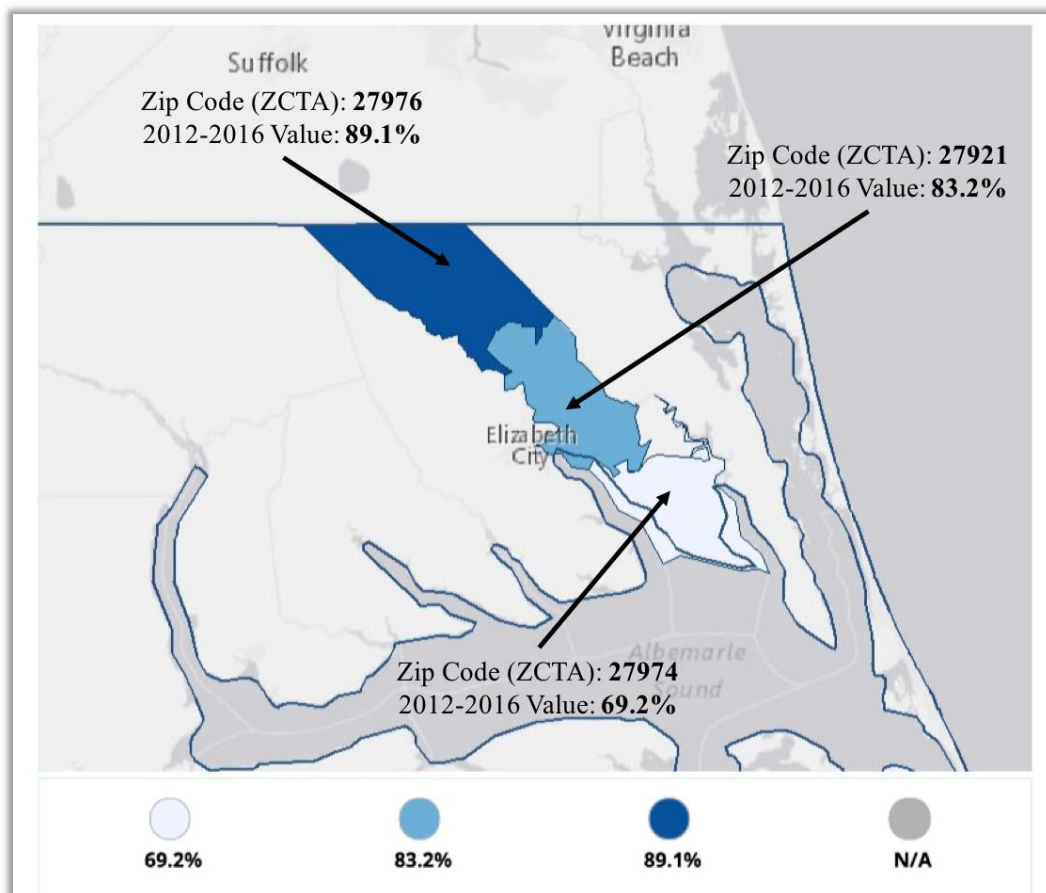 Virginia
Beach
Suffolk
Zip Code (ZCTA): 27976
2012-2016 Value: 89.1%
Zip Code (ZCTA): 27921
2012-2016 Value: 83.2%
Elizabeth
City
Albemarle
Sound
Zip Code (ZCTA): 27974
2012-2016 Value: 69.2%
69.2%
83.2%
89.1%
N/A